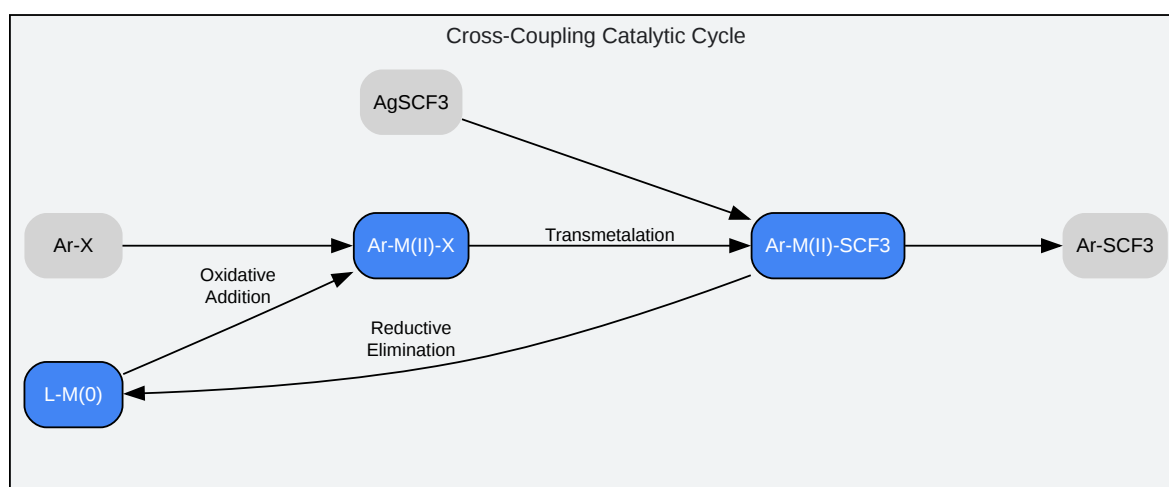 Cross-Coupling Catalytic Cycle
AgSCF3
Ar-X
Ar-M(II)-X
Transmetalation
Ar-M(II)-SCF3
Ar-SCF3
Oxidative
Addition
Reductive
Elimination
L-M(0)